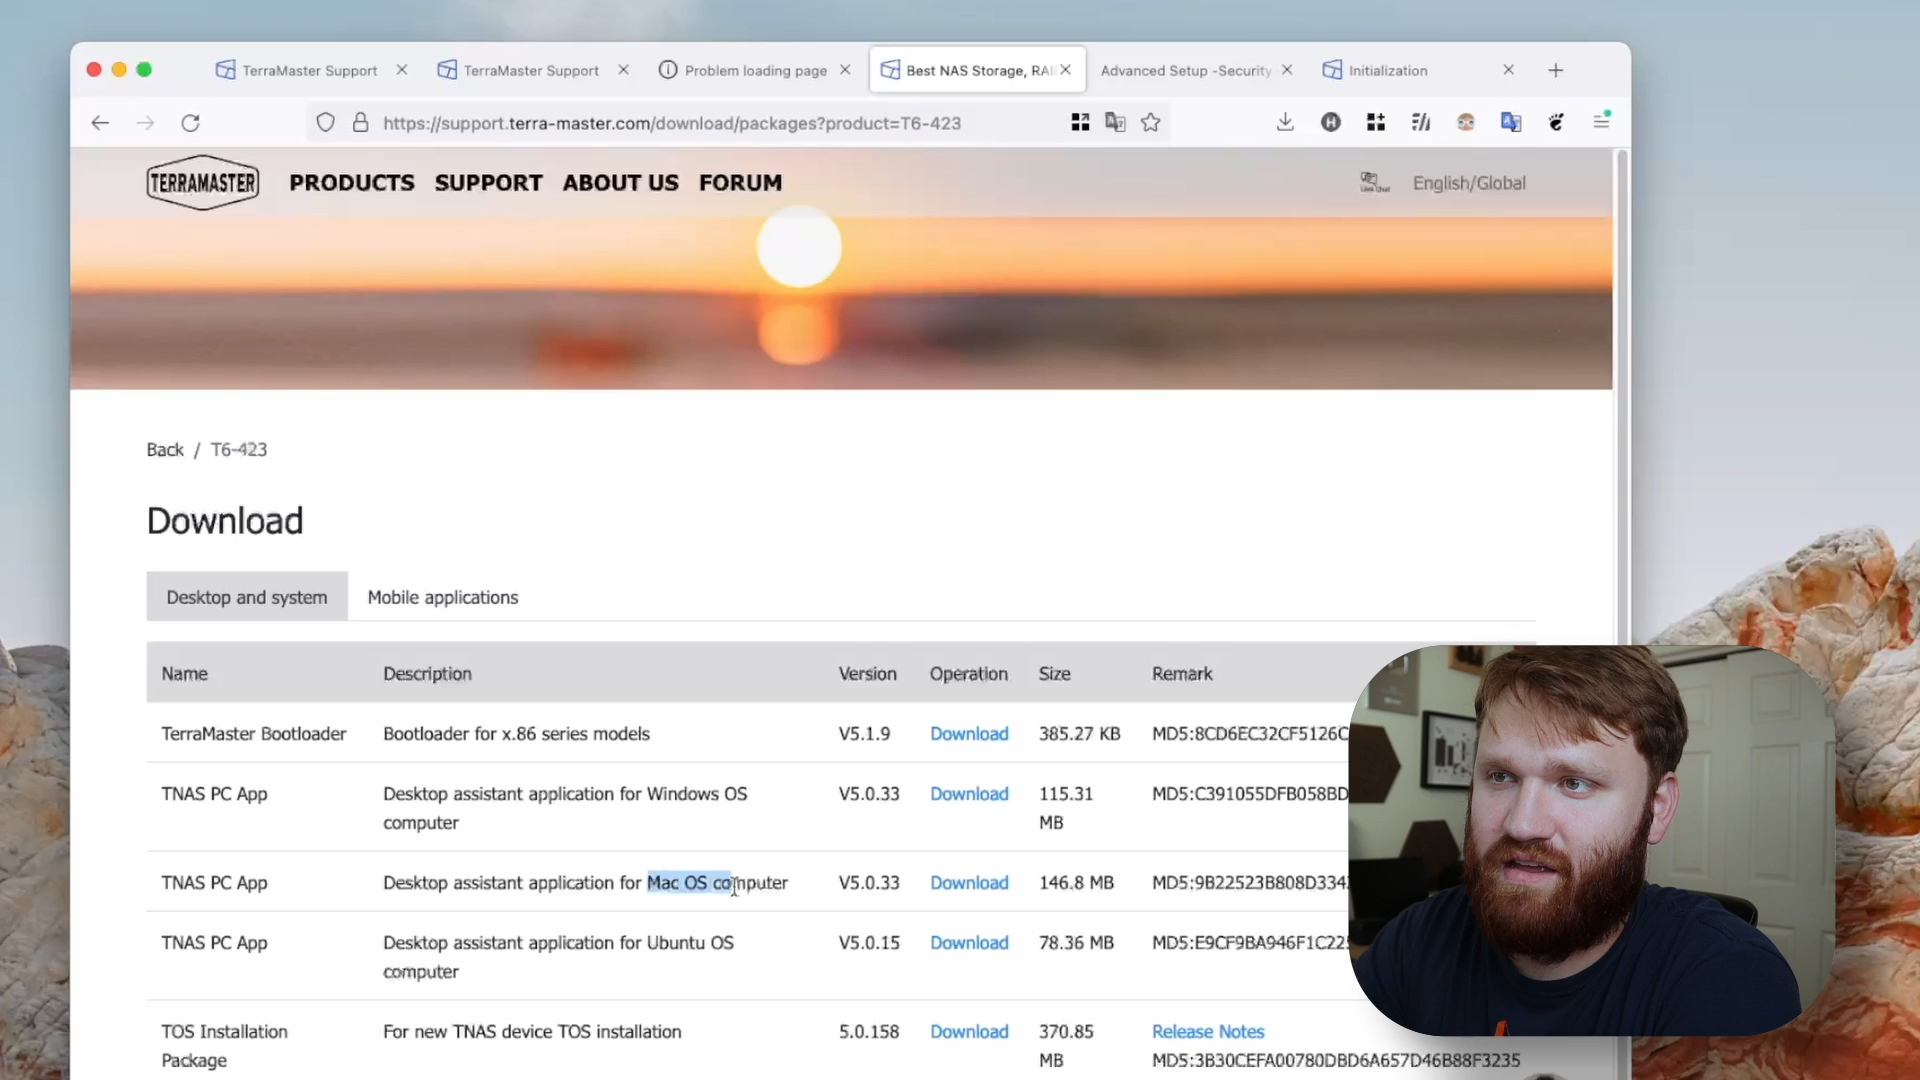 TerraMaster Support
TerraMaster Support
Problem loading page
Best NAS Storage, RAI
Advanced Setup -Security
Initialization
https://support.terra-master.com/download/packages?product=T6-423
TERRAMASTER
PRODUCTS SUPPORT ABOUT US FORUM
English/Global
Back / T6-423
Download
Desktop and system Mobile applications
Name Description Version Operation Size Remark
TerraMaster Bootloader Bootloader for x.86 series models V5.1.9 Download 385.27 KB MD5:8CD6EC32CF5126C
TNAS PC App Desktop assistant application for Windows OS V5.0.33 Download 115.31 MD5:C391055DFB058BD
computer MB
TNAS PC App Desktop assistant application for Mac OS computer V5.0.33 Download 146.8 MB MD5:9B22523B808D334
TNAS PC App Desktop assistant application for Ubuntu OS V5.0.15 Download 78.36 MB MD5:E9CF9BA946F1C22
computer
TOS Installation For new TNAS device TOS installation 5.0.158 Download 370.85 Release Notes
Package MB MD5:3B30CEFA00780DBD6A657D46B88F3235